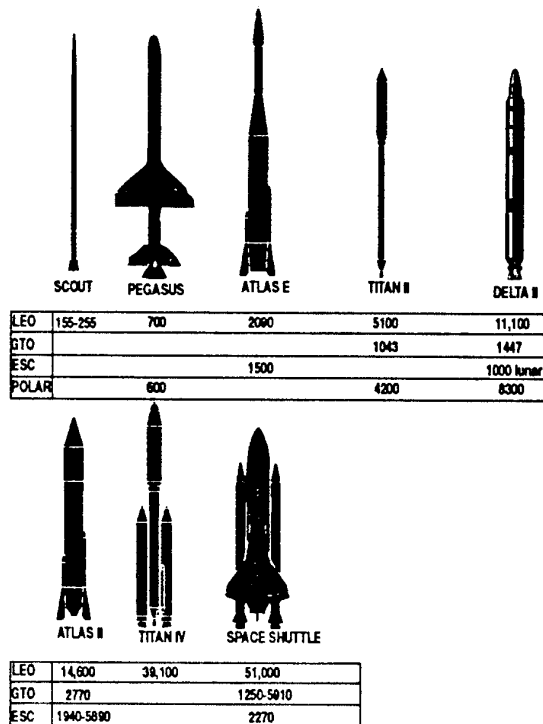 SCOUT PEGASUS ATLAS E TITAN II DELTA II
LEO 155-255 700 2090 5100 11,100
GTO 1043 1447
ESC 1500 1000 lunar
POLAR 600 4200 8300
ATLAS II TITAN IV SPACE SHUTTLE
LEO 14,600 39,100 51,000
GTO 2770 1250-5910
ESC 1940-5890 2270